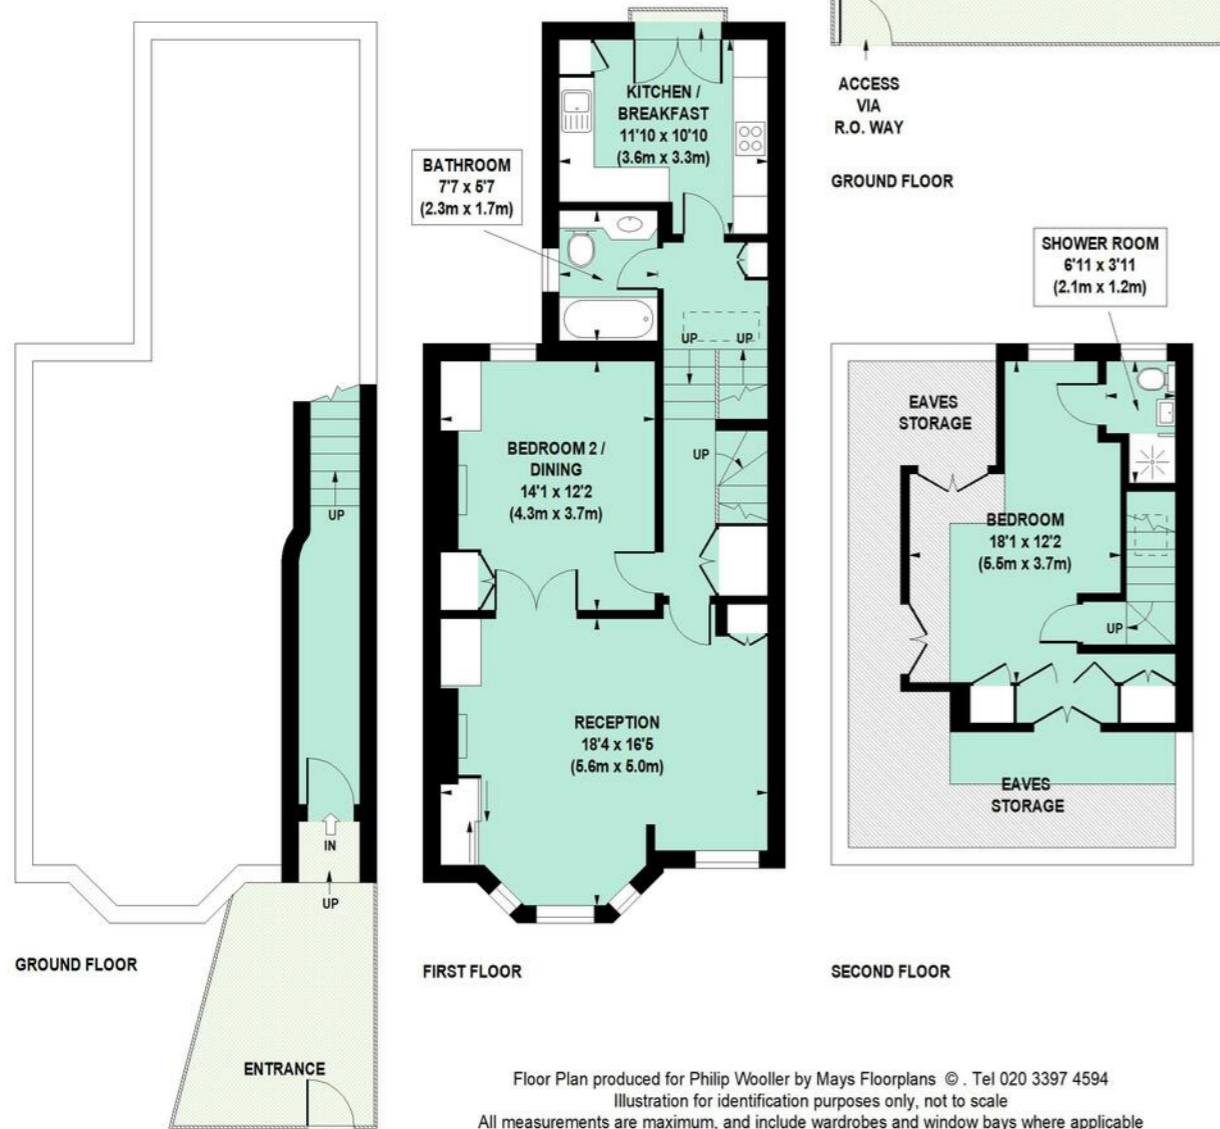 ACCESS
VIA
R.O. WAY
GROUND FLOOR
KITCHEN /
BREAKFAST
11'10 x 10'10
(3.6m x 3.3m)
BATHROOM
7'7 x 5'7
(2.3m x 1.7m)
SHOWER ROOM
6'11 x 3'11
(2.1m x 1.2m)
UP
UP
UP
BEDROOM 2 /
DINING
14'1 x 12'2
(4.3m x 3.7m)
EAVES
STORAGE
BEDROOM
18'1 x 12'2
(5.5m x 3.7m)
UP
UP
RECEPTION
18'4 x 16'5
(5.6m x 5.0m)
EAVES
STORAGE
IN
UP
GROUND FLOOR
FIRST FLOOR
SECOND FLOOR
ENTRANCE
Floor Plan produced for Philip Wooller by Mays Floorplans © . Tel 020 3397 4594
Illustration for identification purposes only, not to scale
All measurements are maximum, and include wardrobes and window bays where applicable